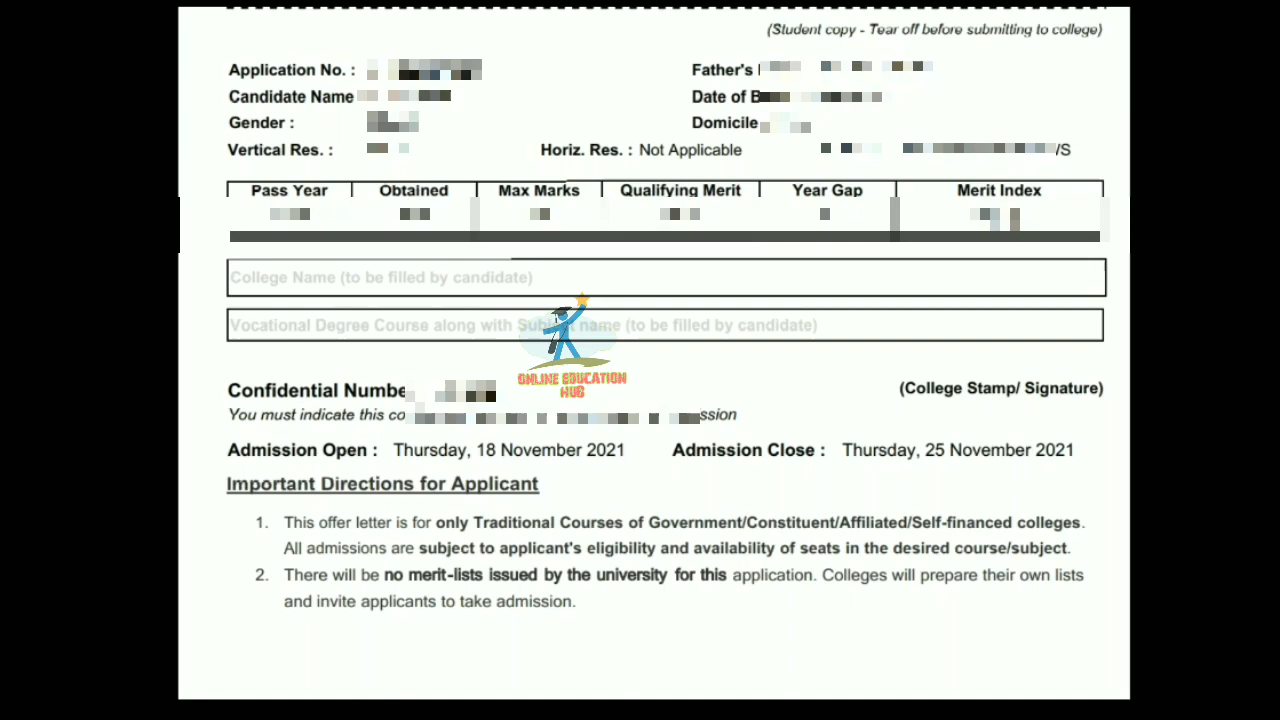 (Student copy - Tear off before submitting to college)
Application No. : Father's
Candidate Name Date of B
Gender : Domicile
Vertical Res. : Horiz. Res. : Not Applicable /S
Pass Year Obtained Max Marks Qualifying Merit Year Gap Merit Index
College Name (to be filled by candidate)
Vocational Degree Course along with Subject name (to be filled by candidate)
ONLINE EDUCATION
HUB
Confidential Numbe (College Stamp/ Signature)
You must indicate this co ssion
Admission Open : Thursday, 18 November 2021 Admission Close : Thursday, 25 November 2021
Important Directions for Applicant
1. This offer letter is for only Traditional Courses of Government/Constituent/Affiliated/Self-financed colleges.
All admissions are subject to applicant's eligibility and availability of seats in the desired course/subject.
2. There will be no merit-lists issued by the university for this application. Colleges will prepare their own lists
and invite applicants to take admission.